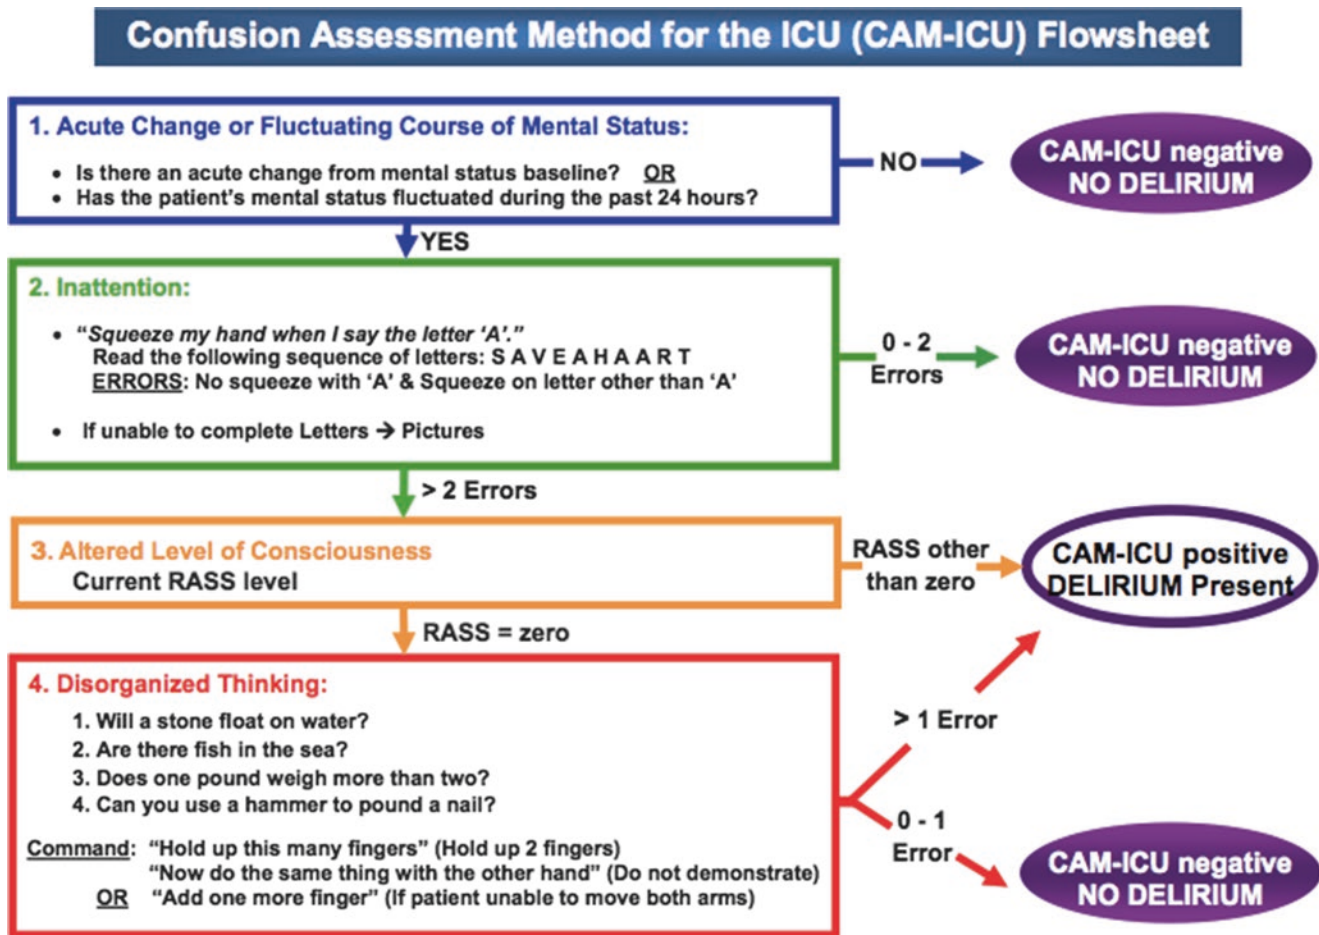 Confusion Assessment Method for the ICU (CAM-ICU) Flowsheet
1. Acute Change or Fluctuating Course of Mental Status:
• Is there an acute change from mental status baseline? OR
• Has the patient's mental status fluctuated during the past 24 hours?
NO
CAM-ICU negative
NO DELIRIUM
YES
2. Inattention:
• "Squeeze my hand when I say the letter 'A'."
Read the following sequence of letters: S A V E A H A A R T
ERRORS: No squeeze with 'A' & Squeeze on letter other than 'A'
• If unable to complete Letters → Pictures
0 - 2
Errors
CAM-ICU negative
NO DELIRIUM
> 2 Errors
3. Altered Level of Consciousness
Current RASS level
RASS other
than zero
CAM-ICU positive
DELIRIUM Present
RASS = zero
4. Disorganized Thinking:
1. Will a stone float on water?
2. Are there fish in the sea?
3. Does one pound weigh more than two?
4. Can you use a hammer to pound a nail?
Command: "Hold up this many fingers" (Hold up 2 fingers)
"Now do the same thing with the other hand" (Do not demonstrate)
OR "Add one more finger" (If patient unable to move both arms)
> 1 Error
0 - 1
Error
CAM-ICU negative
NO DELIRIUM